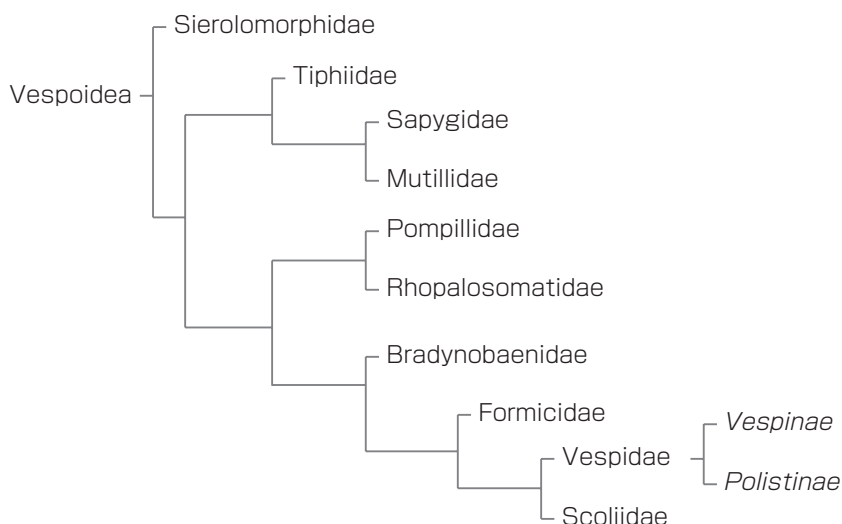 Sierolomorphidae
Tiphiidae
Vespoidea
Sapygidae
Mutillidae
Pompillidae
Rhopalosomatidae
Bradynobaenidae
Formicidae
Vespinae
Vespidae
Polistinae
Scoliidae